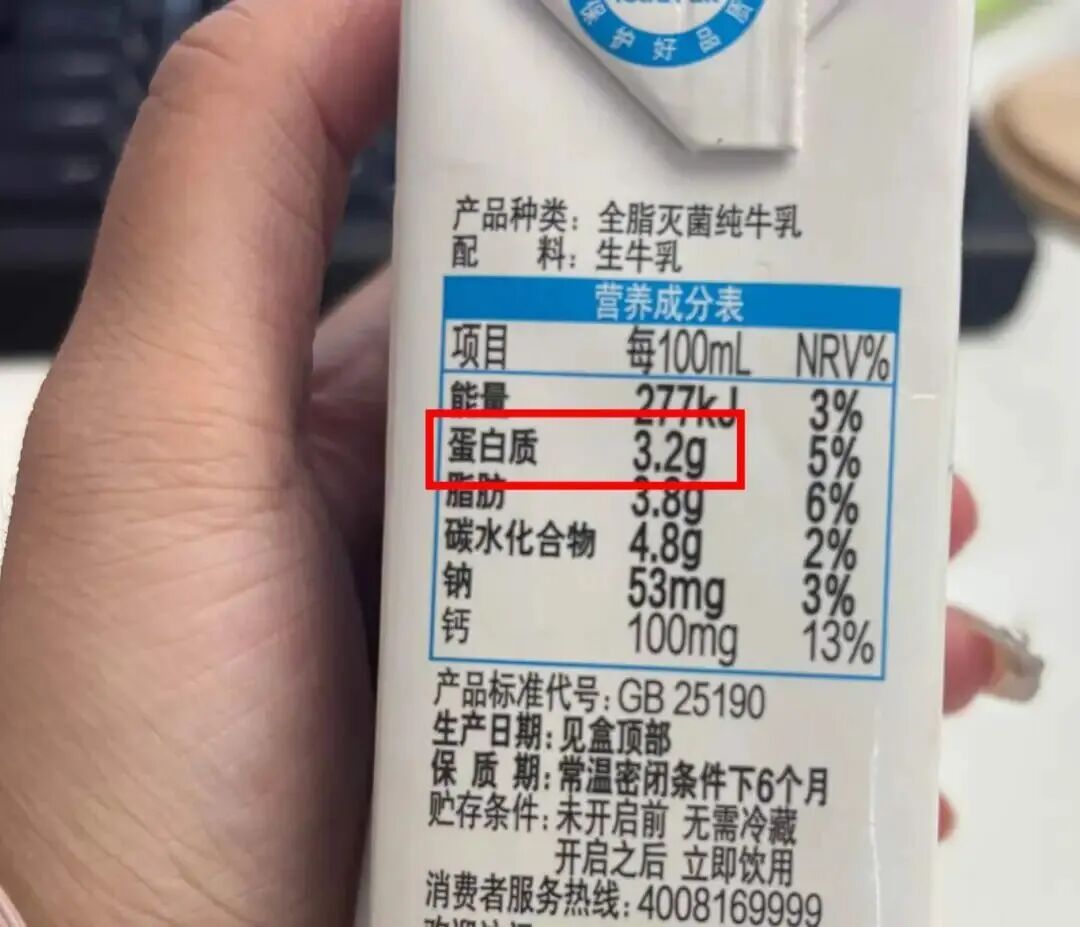 保护好品质
产品种类：全脂灭菌纯牛乳
配 料：生牛乳
营养成分表
项目 每100mL NRV%
能量 277kJ 3%
蛋白质 3.2g 5%
脂肪 3.8g 6%
碳水化合物 4.8g 2%
钠 53mg 3%
钙 100mg 13%
产品标准代号：GB 25190
生产日期：见盒顶部
保 质 期：常温密闭条件下6个月
贮存条件：未开启前 无需冷藏
开启之后 立即饮用
消费者服务热线：4008169999